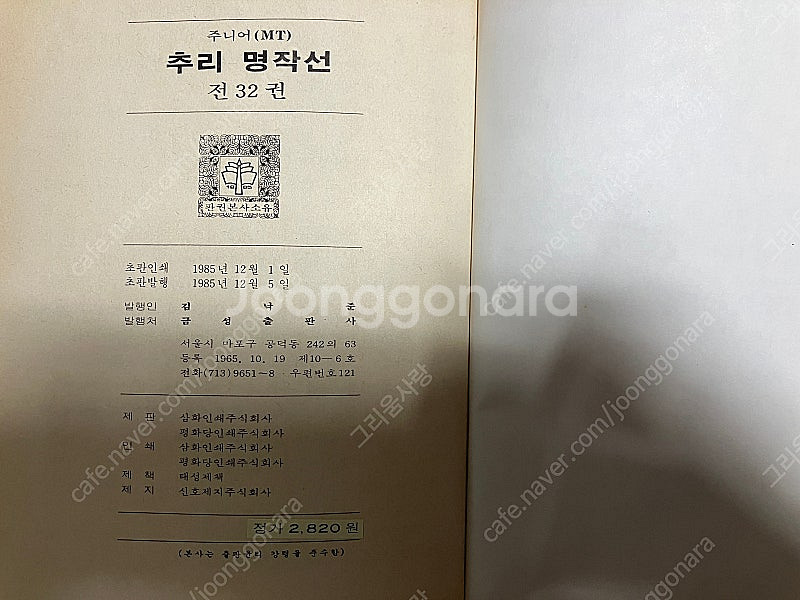 주니어(MT)
추리 명작선
전 32 권
판권본사소유
초판인쇄 1985년 12월 1일
초판발행 1985년 12월 5일
발행인 김낙준
발행처 금성출판사
서울시 마포구 공덕동 242의 63
등록 1965. 10. 19 제10—6호
전화(713)9651~8 · 우편번호121
제판 삼화인쇄주식회사
평화당인쇄주식회사
인쇄 삼화인쇄주식회사
평화당인쇄주식회사
제책 태성제책
제지 신호제지주식회사
정가 2,820원
(본사는 출판윤리 강령을 준수함)
joonggonara
그리움사랑
cafe.naver.com/joonggonara